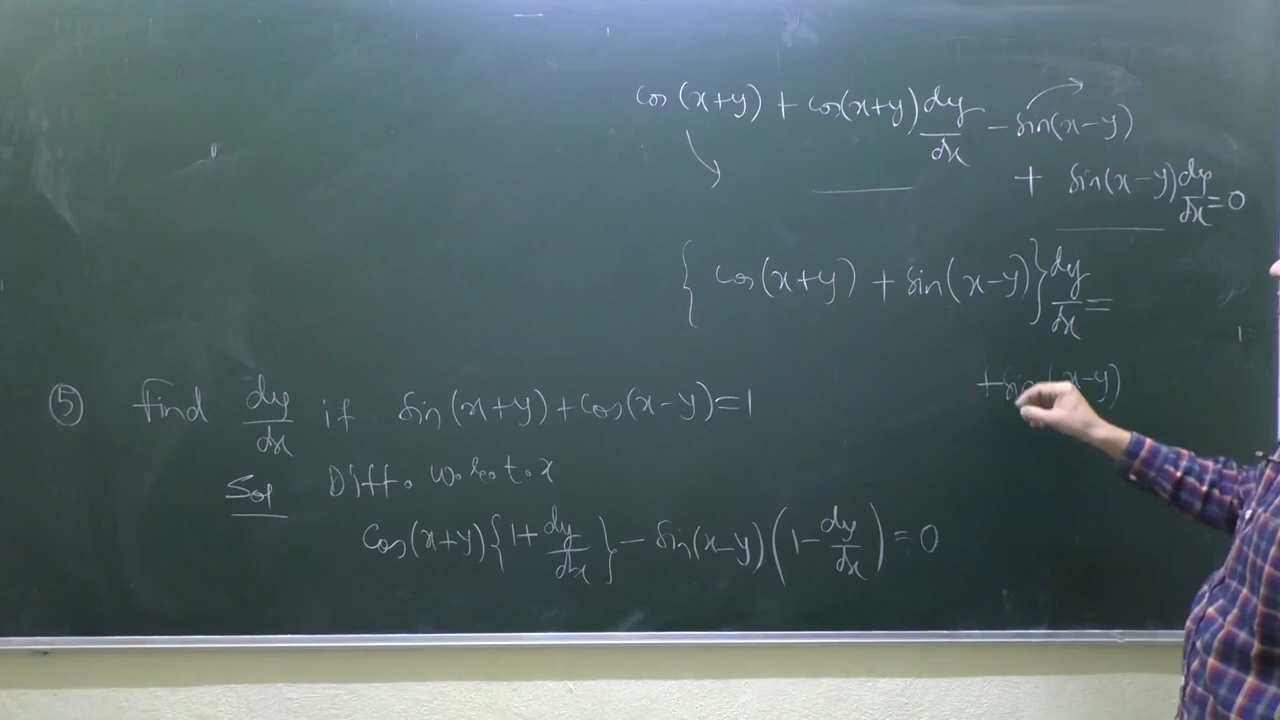 cos(x+y) + cos(x+y) dy/dx - sin(x-y)
+ sin(x-y) dy/dx = 0
{ cos(x+y) + sin(x-y) } dy/dx =
+ sin(x-y)
⑤ Find dy/dx if sin(x+y) + cos(x-y) = 1
Sol Diff. w.r.t. x
Cos(x+y) { 1 + dy/dx } - sin(x-y) ( 1 - dy/dx ) = 0